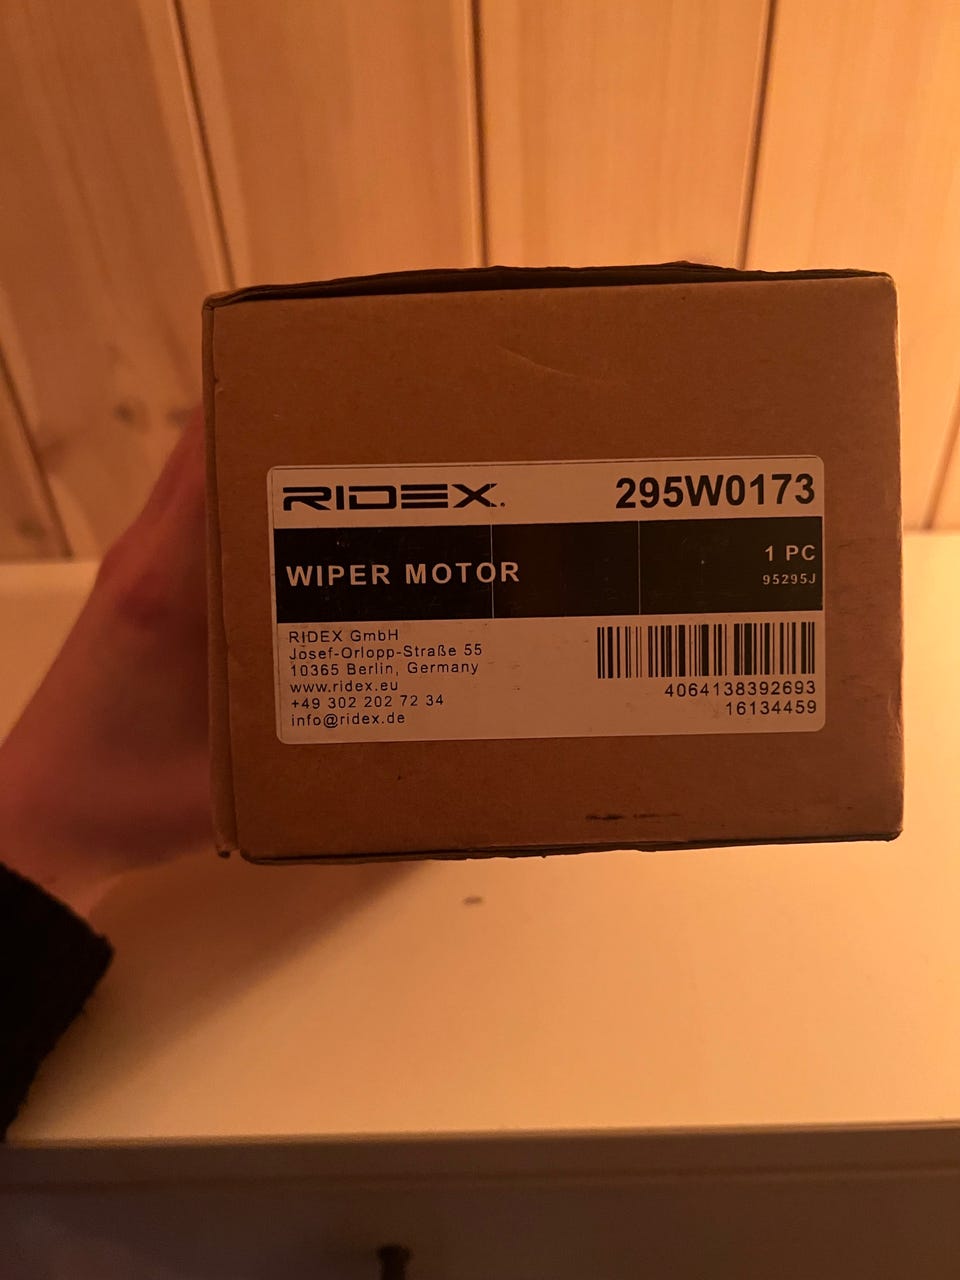 RIDEX.
295W0173
WIPER MOTOR
1 PC
95295J
RIDEX GmbH
Josef-Orlopp-Straße 55
10365 Berlin, Germany
www.ridex.eu
+49 302 202 72 34
info@ridex.de
4064138392693
16134459